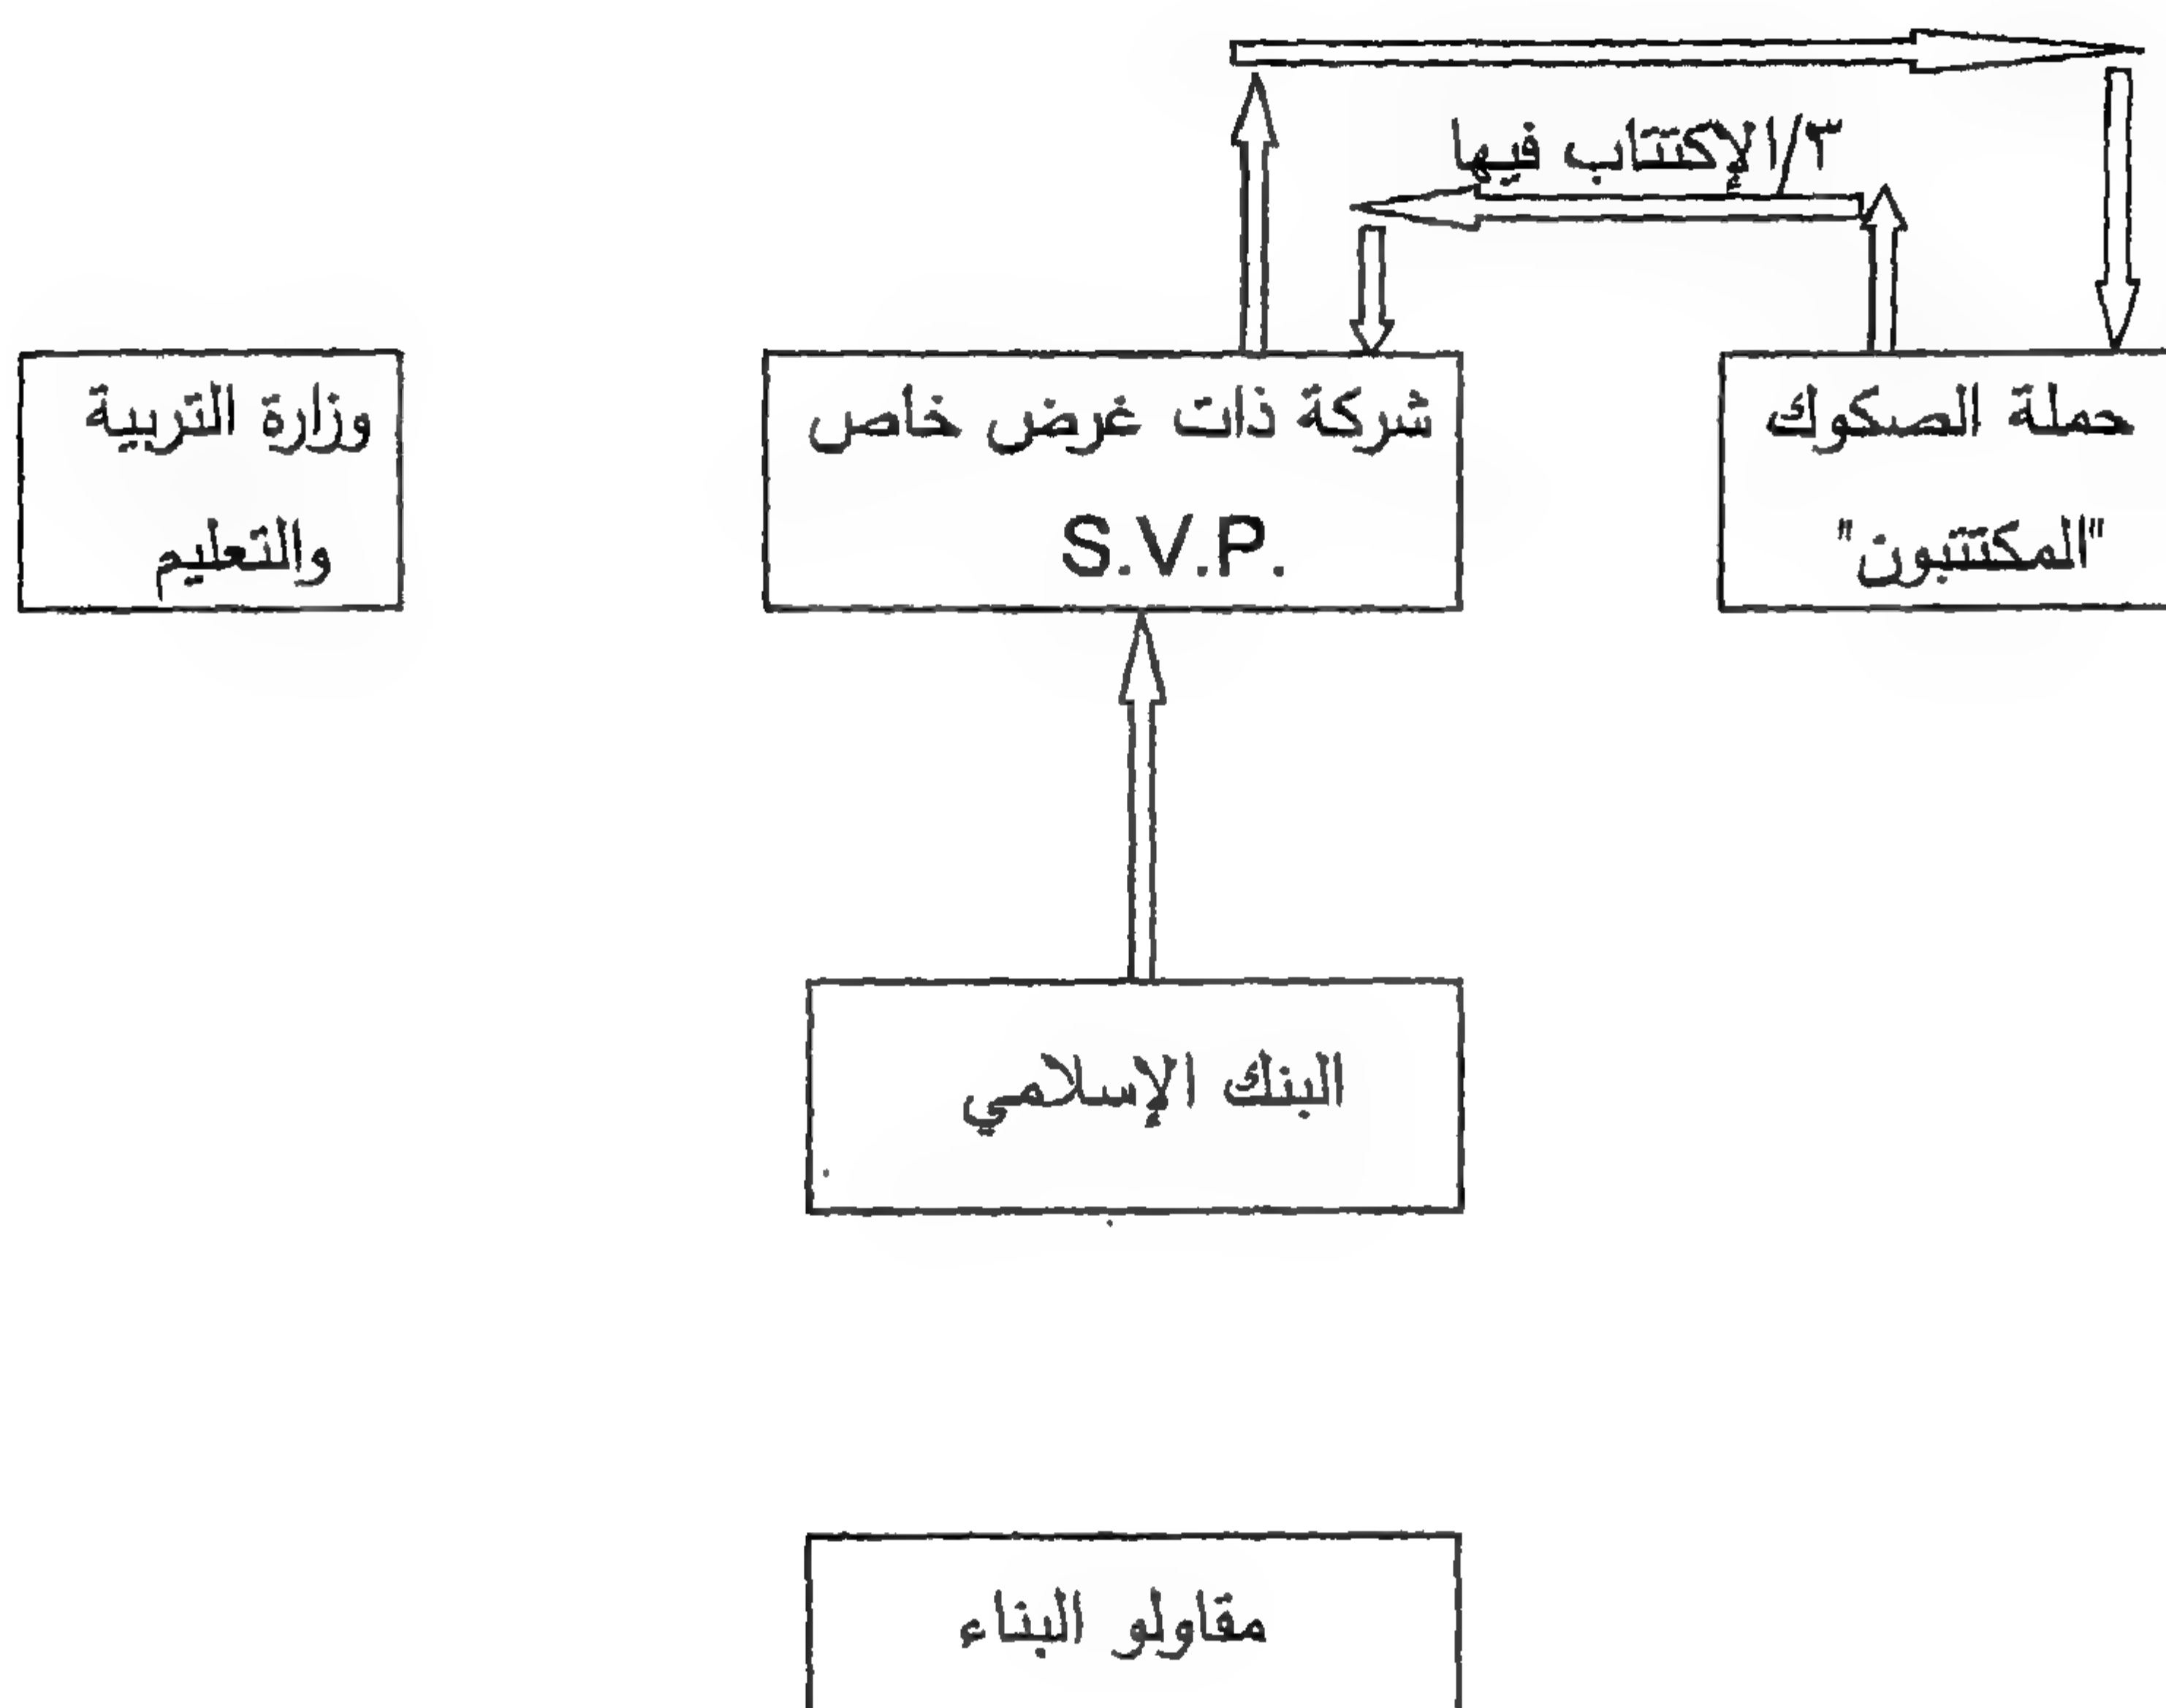 ٣/الإكتتاب فيها
حملة الصكوك
"المكتتبون"
شركة ذات غرض خاص
S.V.P.
وزارة التربية
والتعليم
البنك الإسلامي
مقاولو البناء